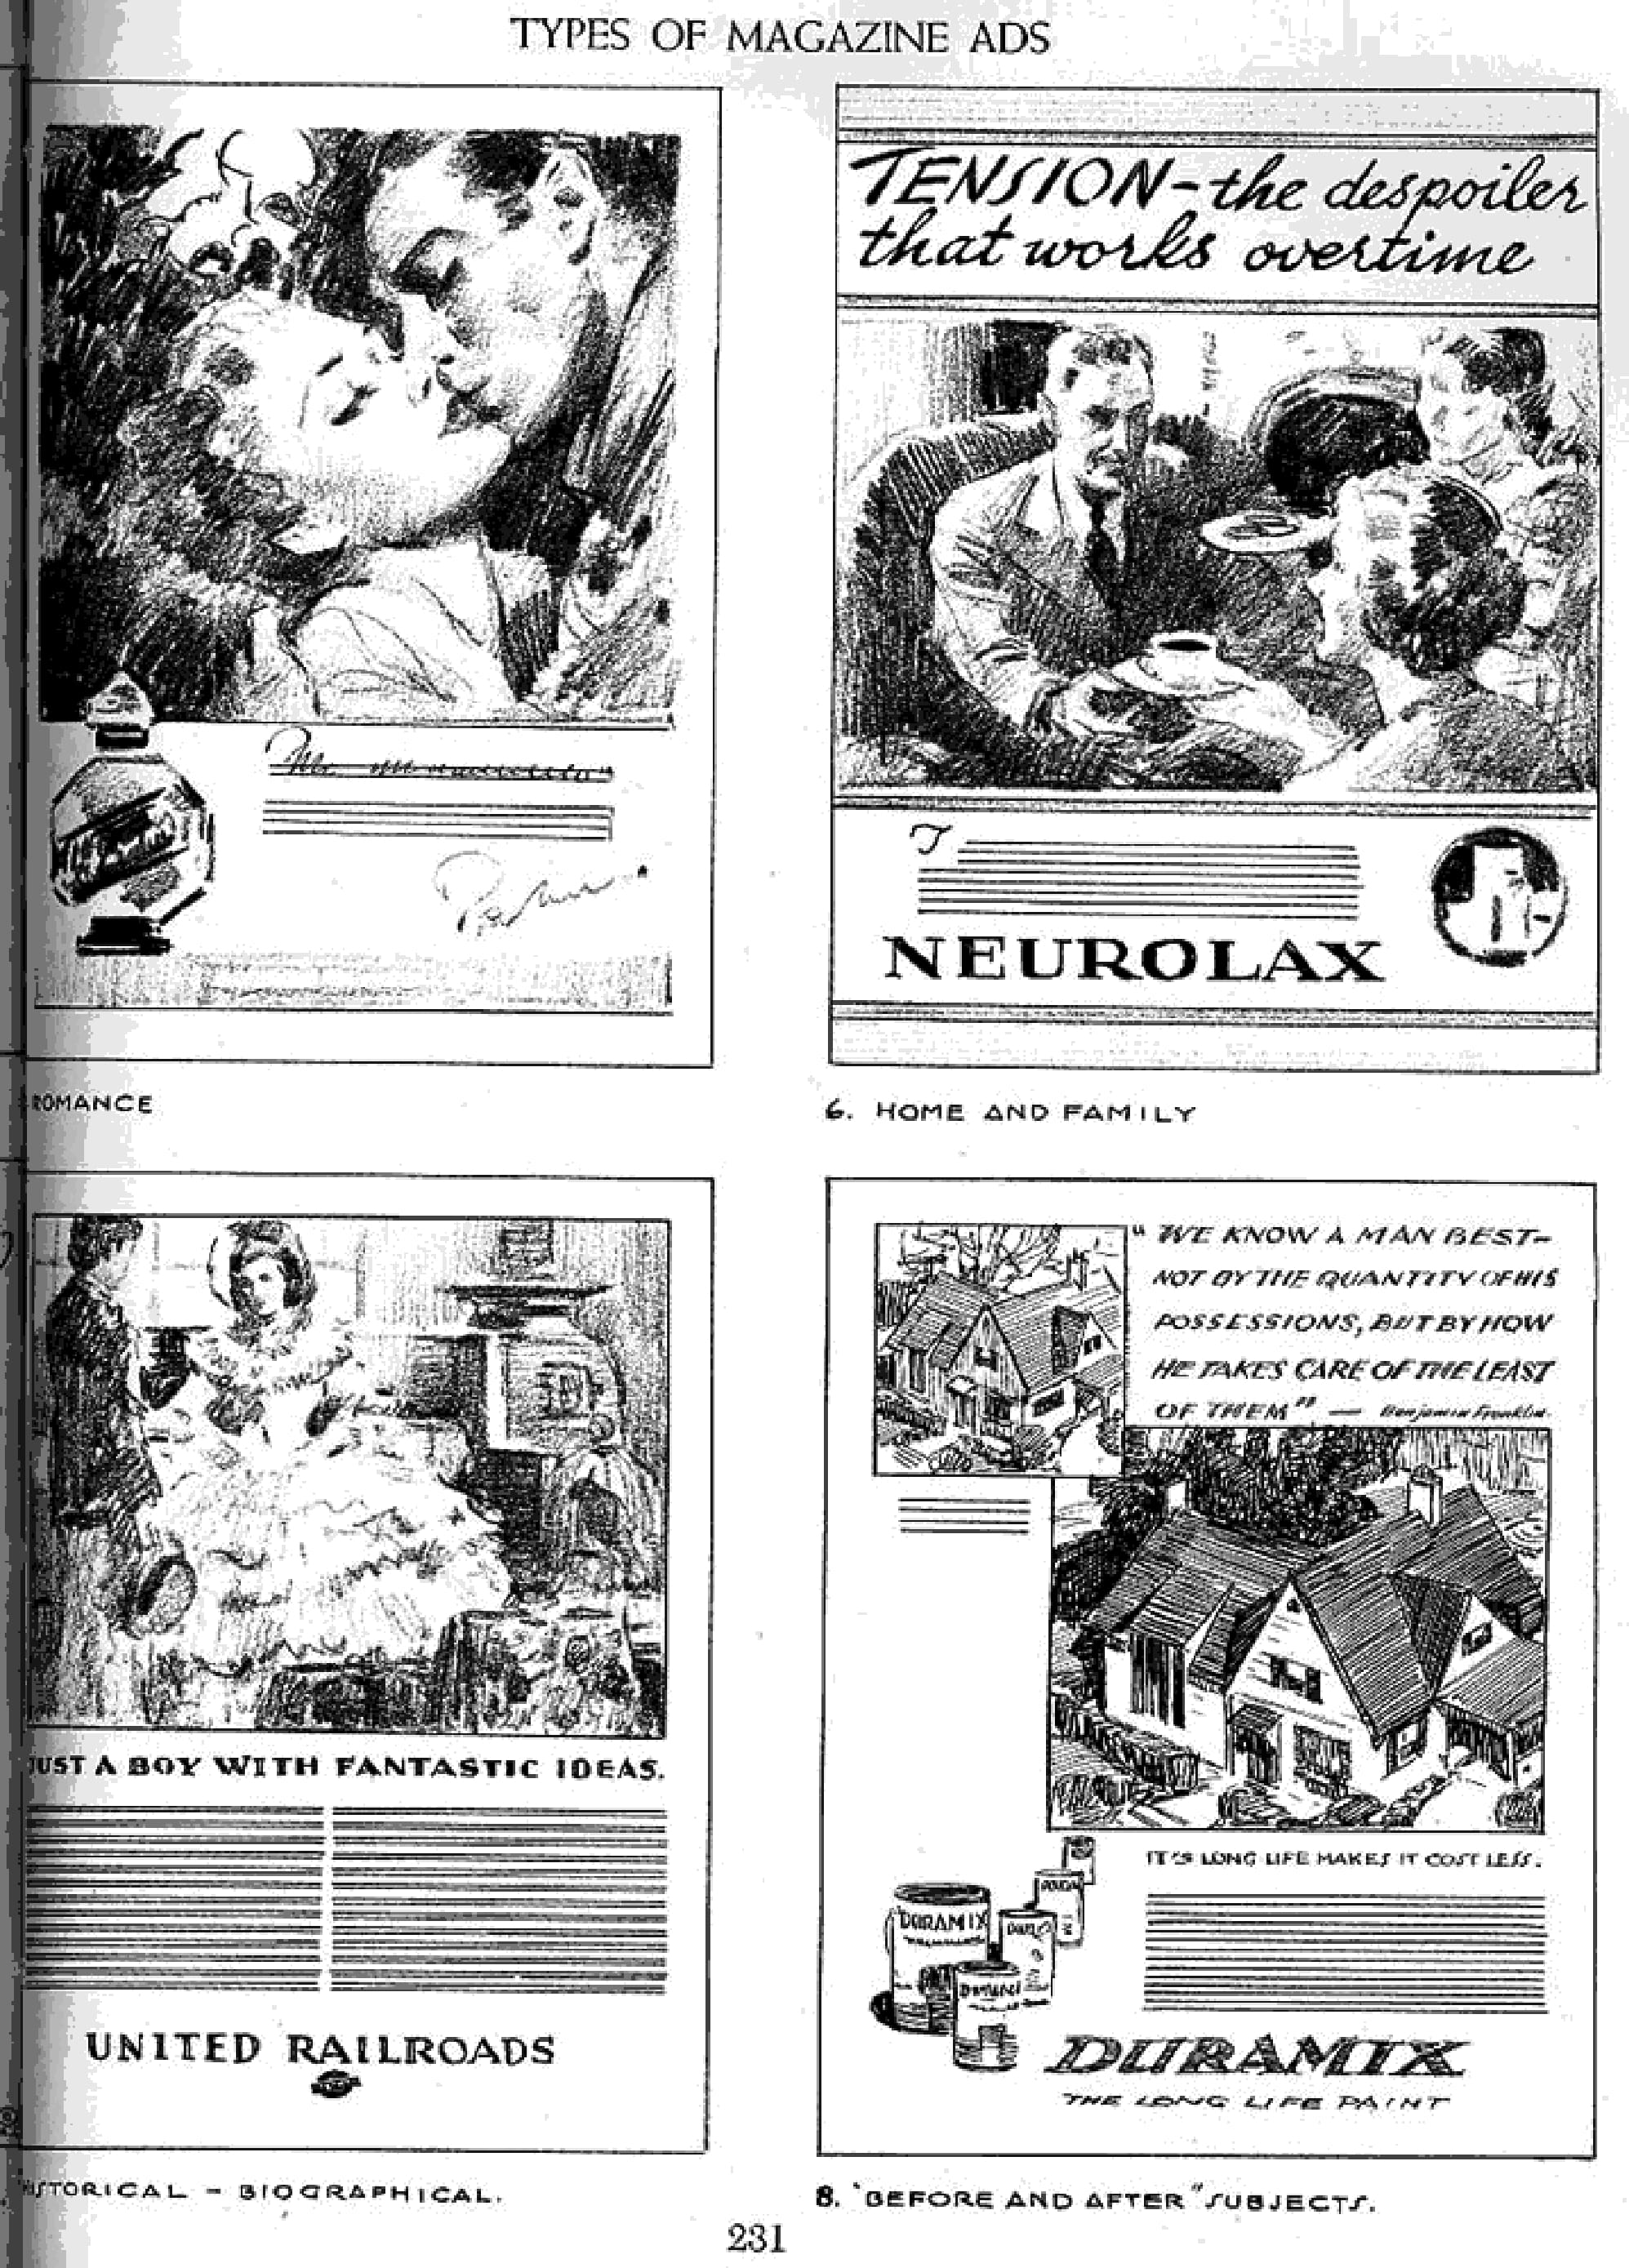 TYPES OF MAGAZINE ADS
ROMANCE
TENSION-the despoiler
that works overtime
NEUROLAX
6. HOME AND FAMILY
JUST A BOY WITH FANTASTIC IDEAS.
UNITED RAILROADS
HISTORICAL - BIOGRAPHICAL.
" WE KNOW A MAN BEST-
NOT BY THE QUANTITY OF HIS
POSSESSIONS, BUT BY HOW
HE TAKES CARE OF THE LEAST
OF THEM" — Benjamin Franklin.
IT'S LONG LIFE MAKES IT COST LESS.
DURAMIX
DURAMIX
THE LONG LIFE PAINT
8. "BEFORE AND AFTER" SUBJECTS.
231